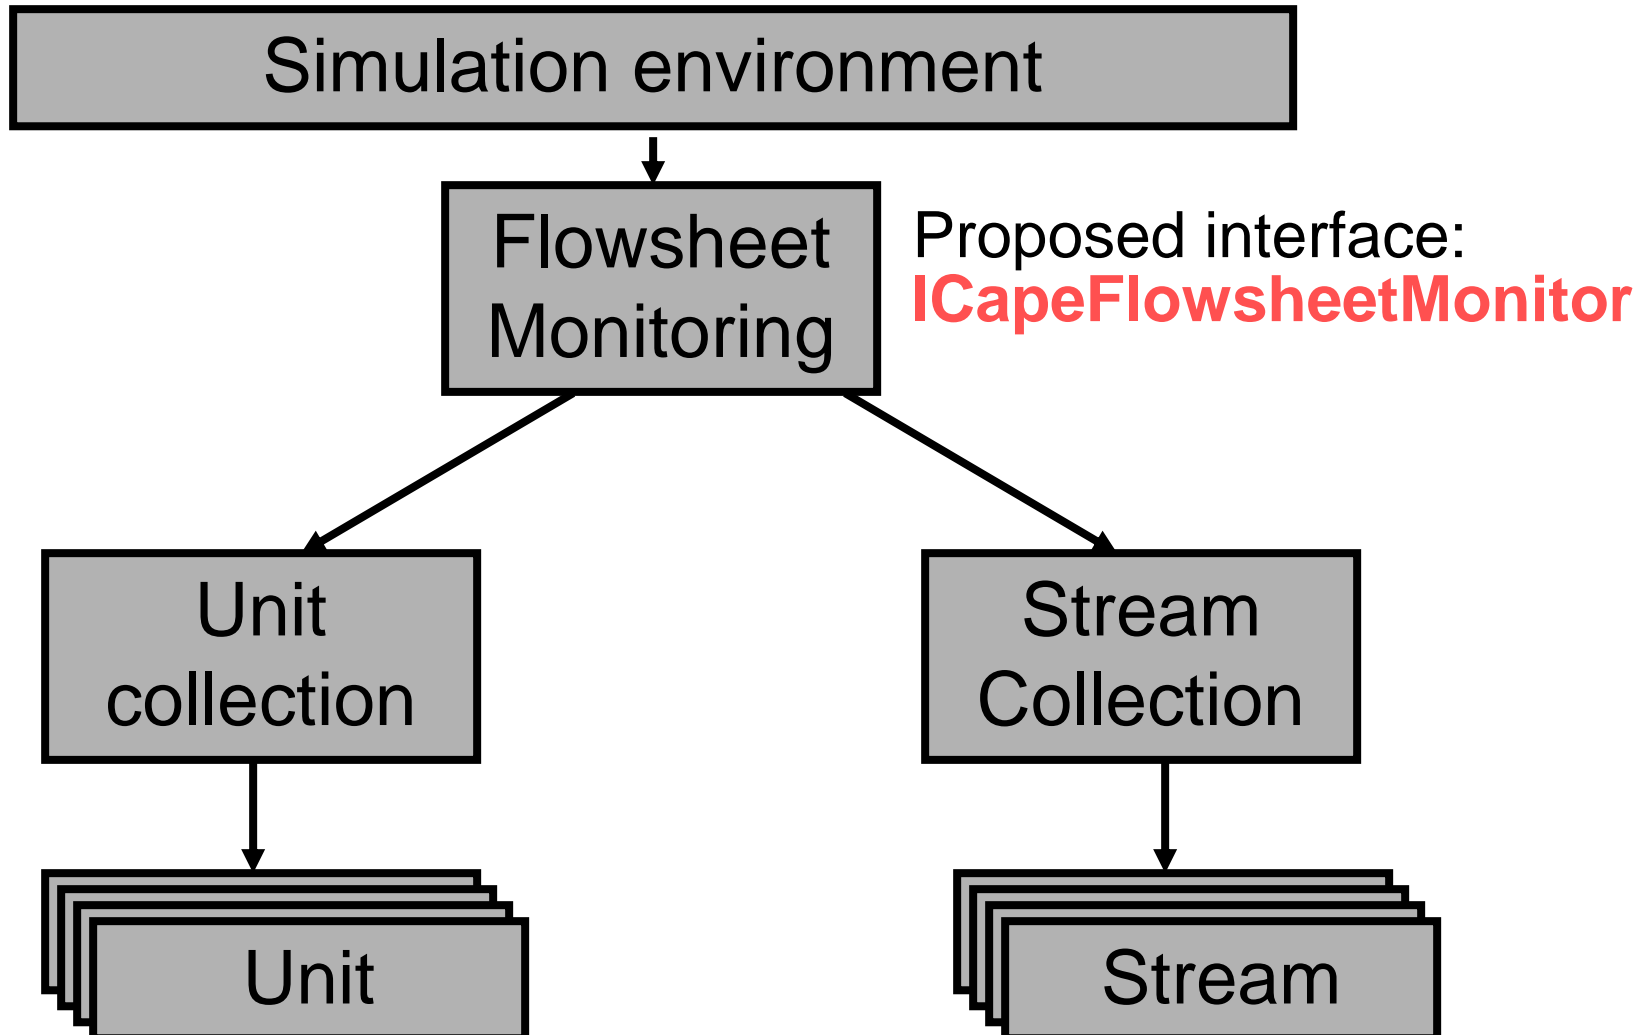 Simulation environment
Flowsheet
Monitoring
Proposed interface:
ICapeFlowsheetMonitor
Unit
collection
Stream
Collection
Unit
Stream